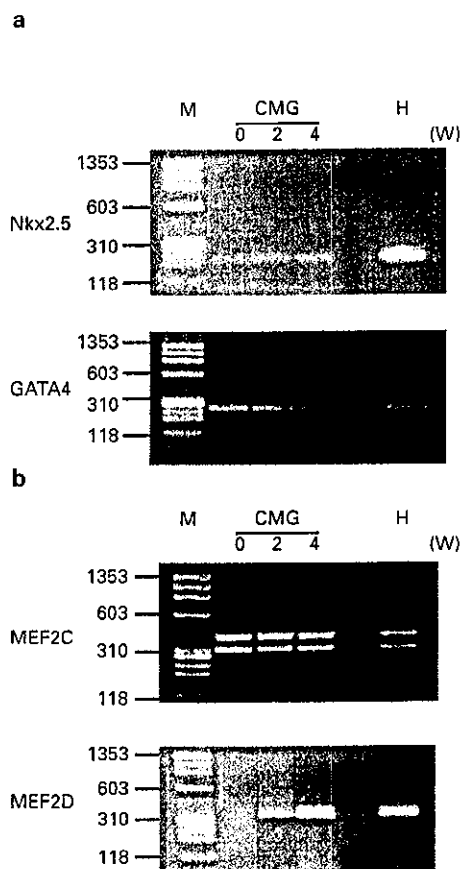 a
M CMG H
0 2 4 (W)
1353
603
Nkx2.5
310
118
1353
603
GATA4
310
118
b
M CMG H
0 2 4 (W)
1353
603
MEF2C
310
118
1353
603
MEF2D
310
118